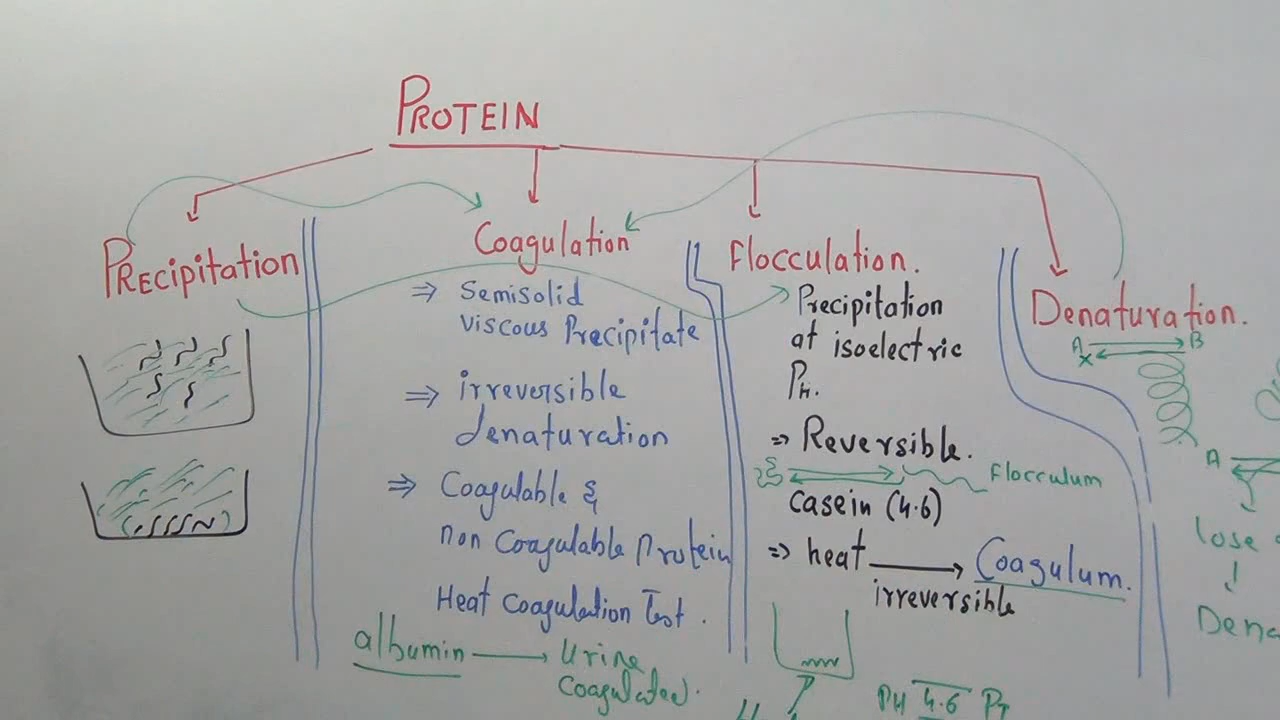 PROTEIN
PRecipitation
Coagulation
⇒ Semisolid
viscous Precipitate
⇒ irreversible
denaturation
⇒ Coagulable &
non Coagulable Protein
Heat Coagulation Test.
albumin → Urine
Coagulated.
Flocculation.
Precipitation
at isoelectric
PH.
⇒ Reversible.
Flocculum
casein (4.6)
⇒ heat → Coagulum.
irreversible
PH 4.6
Denaturation.
A B
X
A
lose